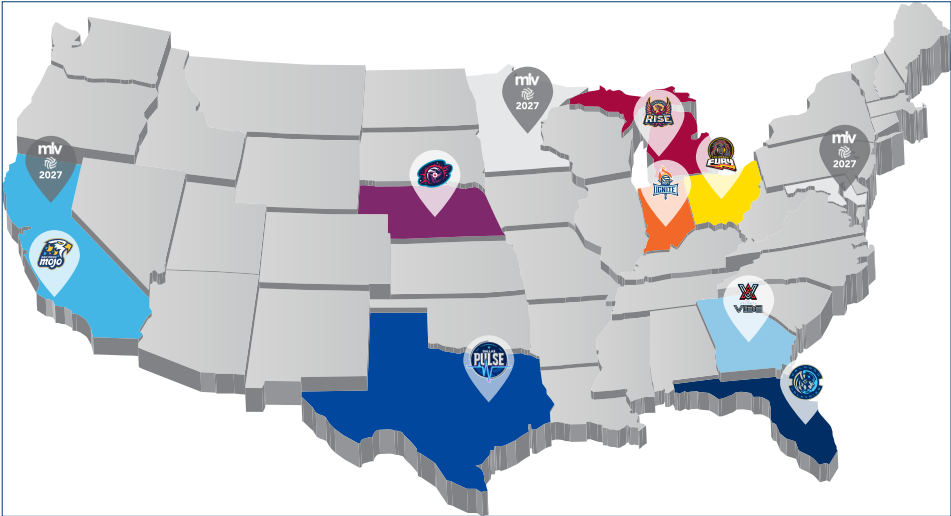 mlv
2027
RISE
mlv
2027
mlv
2027
FURY
IGNITE
mojo
VIBE
PULSE